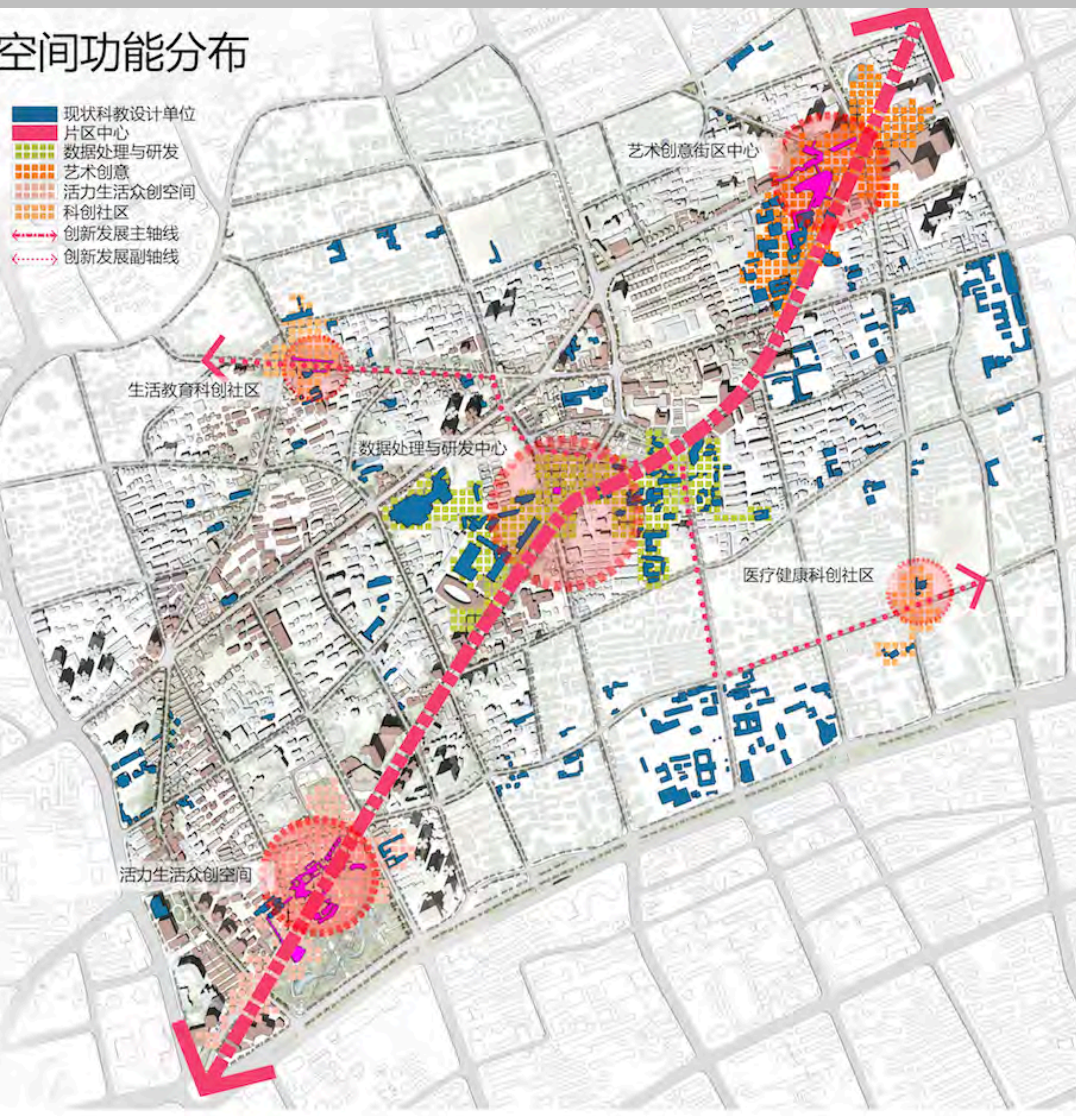 空间功能分布
现状科教设计单位
片区中心
数据处理与研发
艺术创意
活力生活众创空间
科创社区
创新发展主轴线
创新发展副轴线
艺术创意街区中心
生活教育科创社区
数据处理与研发中心
医疗健康科创社区
活力生活众创空间